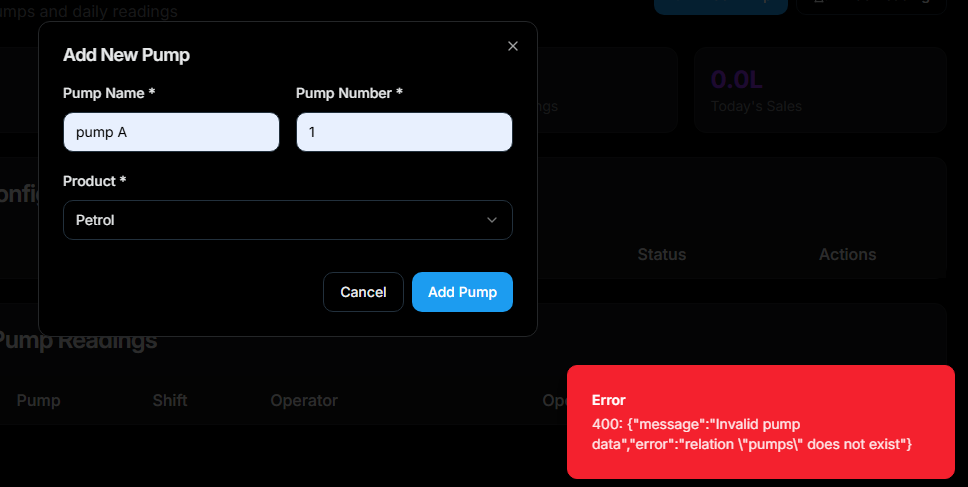 umps and daily readings
Add New Pump
Pump Name *
Pump Number *
pump A
1
Product *
Petrol
Cancel
Add Pump
0.0L
Today's Sales
ngs
onfig
Status
Actions
Pump Readings
Pump
Shift
Operator
Ope
Error
400: {"message":"Invalid pump
data","error":"relation \"pumps\" does not exist"}